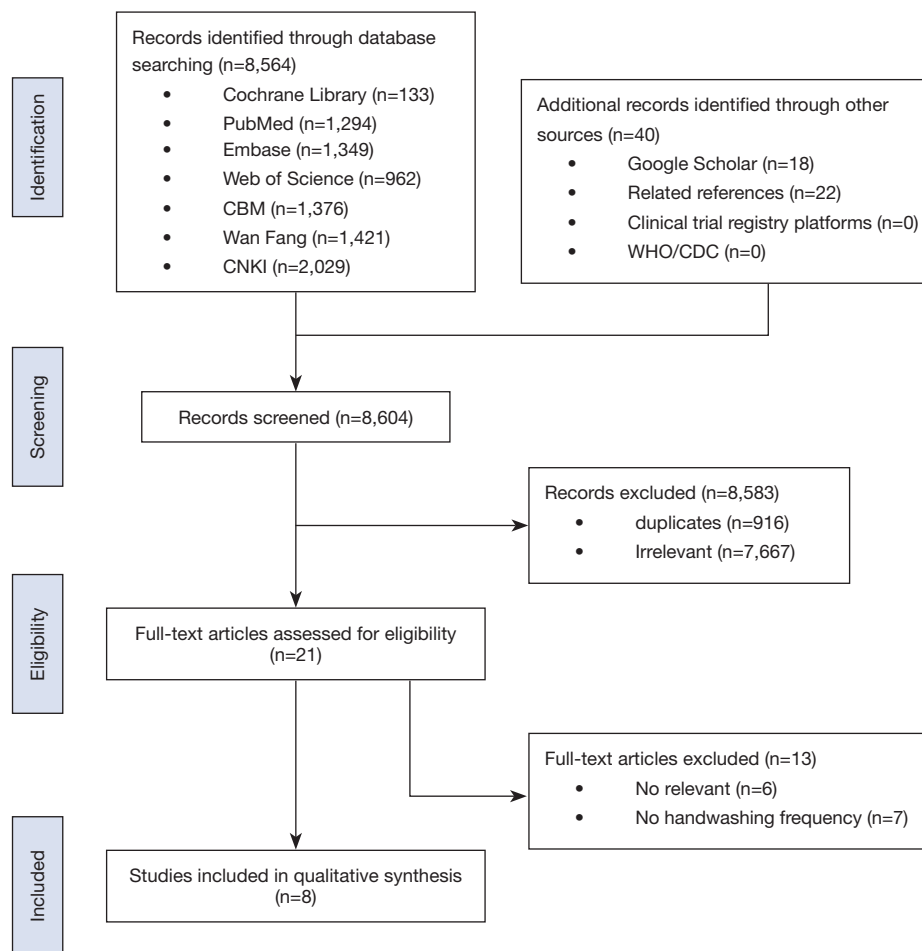 Identification
Records identified through database
searching (n=8,564)
• Cochrane Library (n=133)
• PubMed (n=1,294)
• Embase (n=1,349)
• Web of Science (n=962)
• CBM (n=1,376)
• Wan Fang (n=1,421)
• CNKI (n=2,029)
Additional records identified through other
sources (n=40)
• Google Scholar (n=18)
• Related references (n=22)
• Clinical trial registry platforms (n=0)
• WHO/CDC (n=0)
Screening
Records screened (n=8,604)
Records excluded (n=8,583)
• duplicates (n=916)
• Irrelevant (n=7,667)
Eligibility
Full-text articles assessed for eligibility
(n=21)
Full-text articles excluded (n=13)
• No relevant (n=6)
• No handwashing frequency (n=7)
Included
Studies included in qualitative synthesis
(n=8)